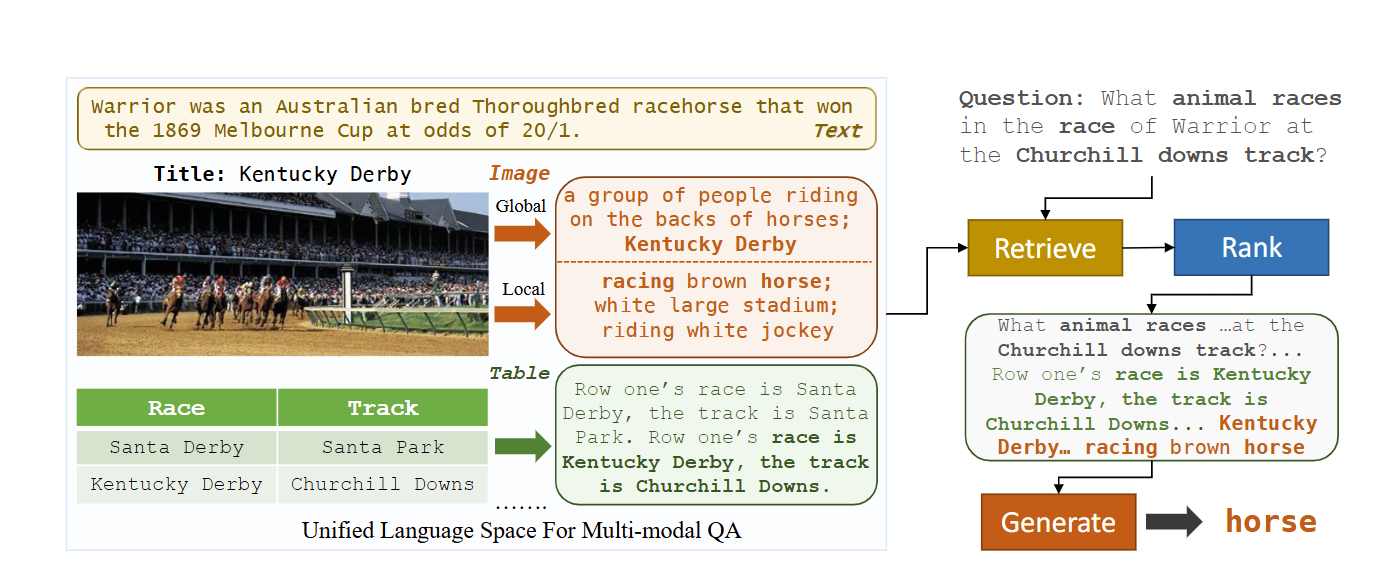 Warrior was an Australian bred Thoroughbred racehorse that won
the 1869 Melbourne Cup at odds of 20/1.
Text
Title: Kentucky Derby
Image
Global
a group of people riding
on the backs of horses;
Kentucky Derby
Local
racing brown horse;
white large stadium;
riding white jockey
Table
Race Track
Santa Derby Santa Park
Kentucky Derby Churchill Downs
Row one’s race is Santa
Derby, the track is Santa
Park. Row one’s race is
Kentucky Derby, the track
is Churchill Downs.
.......
Unified Language Space For Multi-modal QA
Question: What animal races
in the race of Warrior at
the Churchill downs track?
Retrieve
Rank
What animal races …at the
Churchill downs track?...
Row one’s race is Kentucky
Derby, the track is
Churchill Downs... Kentucky
Derby… racing brown horse
Generate
horse